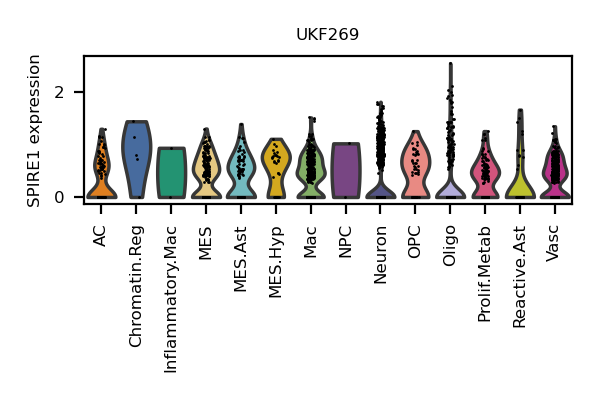 UKF269
SPIRE1 expression
2
0
AC
Chromatin.Reg
Inflammatory.Mac
MES
MES.Ast
MES.Hyp
Mac
NPC
Neuron
OPC
Oligo
Prolif.Metab
Reactive.Ast
Vasc